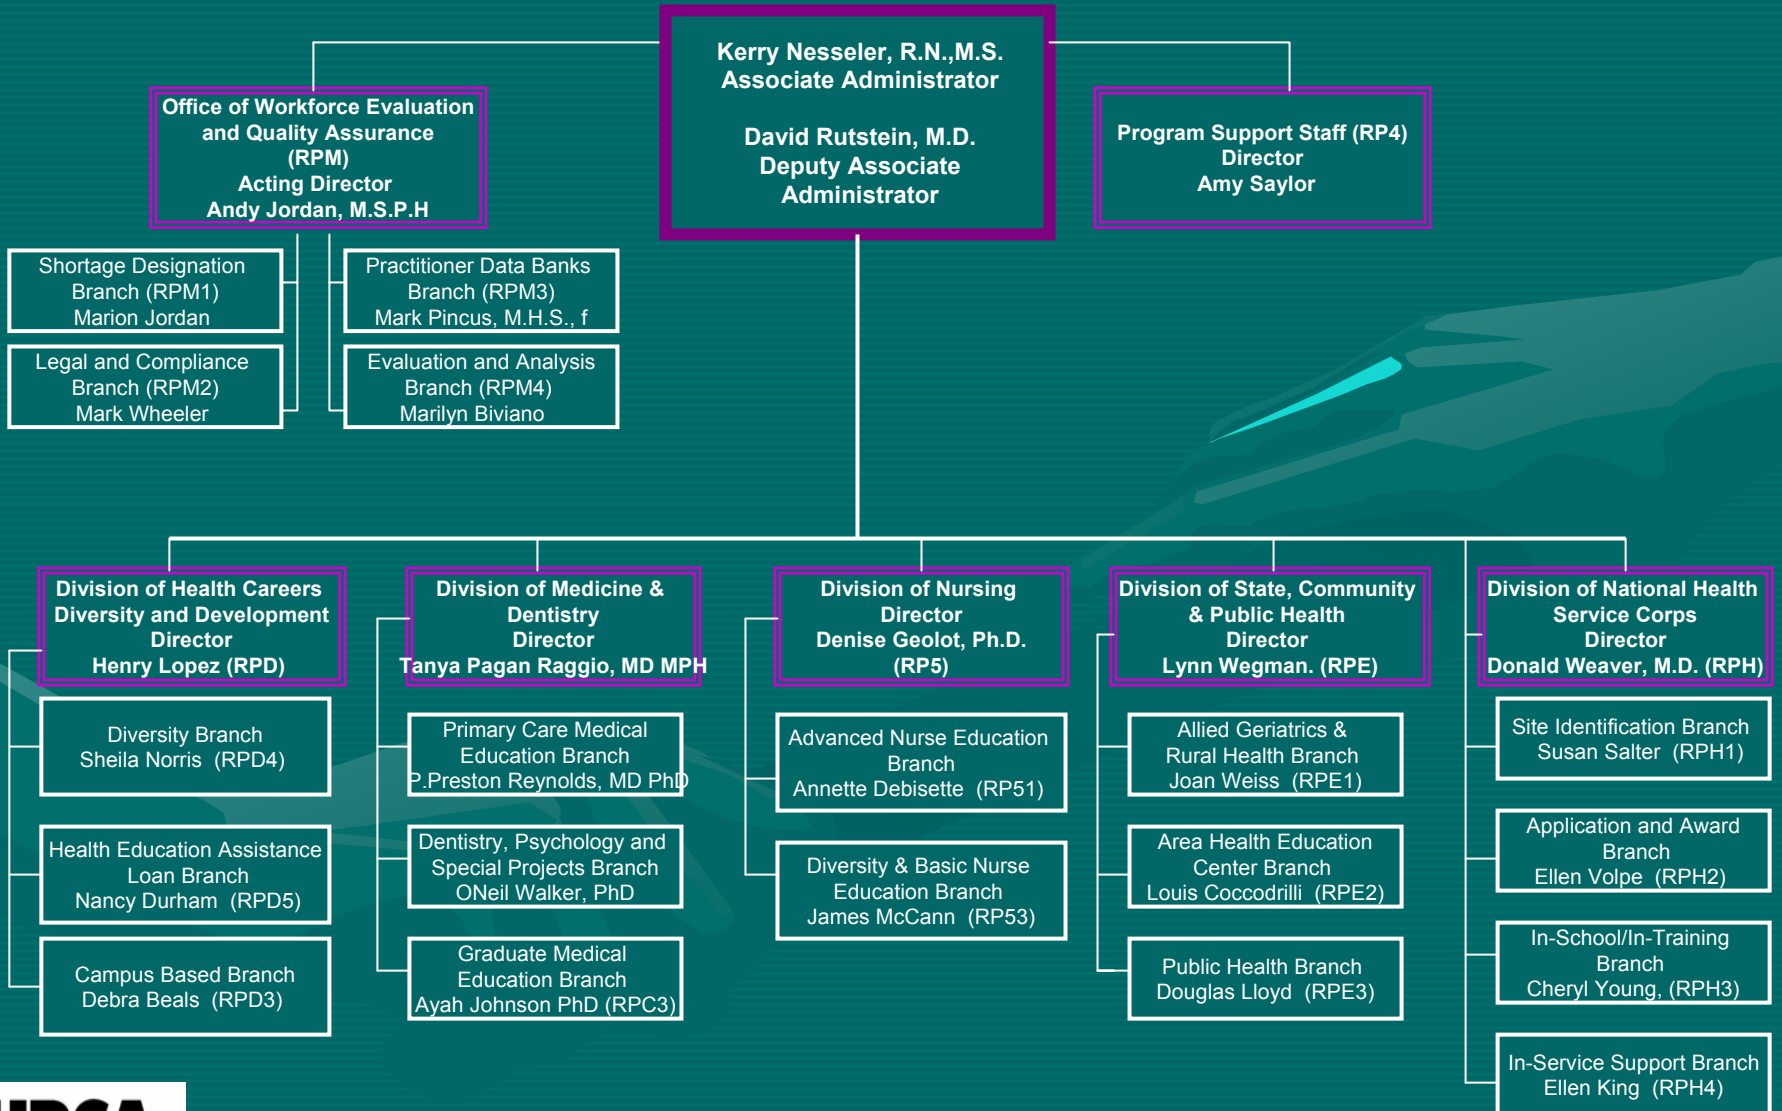 Kerry Nesseler, R.N.,M.S.
Associate Administrator
David Rutstein, M.D.
Deputy Associate
Administrator
Office of Workforce Evaluation
and Quality Assurance
(RPM)
Acting Director
Andy Jordan, M.S.P.H
Program Support Staff (RP4)
Director
Amy Saylor
Shortage Designation
Branch (RPM1)
Marion Jordan
Practitioner Data Banks
Branch (RPM3)
Mark Pincus, M.H.S., f
Legal and Compliance
Branch (RPM2)
Mark Wheeler
Evaluation and Analysis
Branch (RPM4)
Marilyn Biviano
Division of Health Careers
Diversity and Development
Director
Henry Lopez (RPD)
Diversity Branch
Sheila Norris (RPD4)
Health Education Assistance
Loan Branch
Nancy Durham (RPD5)
Campus Based Branch
Debra Beals (RPD3)
Division of Medicine &
Dentistry
Director
Tanya Pagan Raggio, MD MPH
Primary Care Medical
Education Branch
P.Preston Reynolds, MD PhD
Dentistry, Psychology and
Special Projects Branch
ONeil Walker, PhD
Graduate Medical
Education Branch
Ayah Johnson PhD (RPC3)
Division of Nursing
Director
Denise Geolot, Ph.D.
(RP5)
Advanced Nurse Education
Branch
Annette Debisette (RP51)
Diversity & Basic Nurse
Education Branch
James McCann (RP53)
Division of State, Community
& Public Health
Director
Lynn Wegman. (RPE)
Allied Geriatrics &
Rural Health Branch
Joan Weiss (RPE1)
Area Health Education
Center Branch
Louis Coccodrilli (RPE2)
Public Health Branch
Douglas Lloyd (RPE3)
Division of National Health
Service Corps
Director
Donald Weaver, M.D. (RPH)
Site Identification Branch
Susan Salter (RPH1)
Application and Award
Branch
Ellen Volpe (RPH2)
In-School/In-Training
Branch
Cheryl Young, (RPH3)
In-Service Support Branch
Ellen King (RPH4)